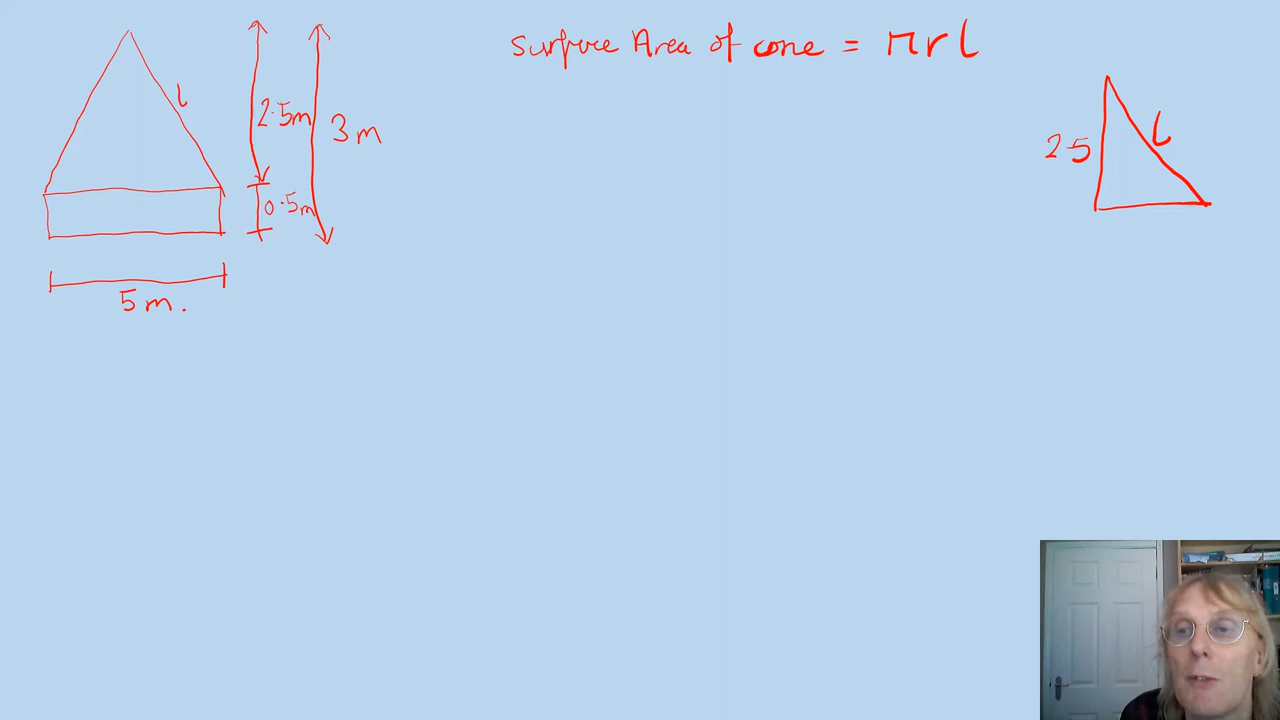 Surface Area of cone = πrl
l
2.5m
3m
0.5m
5m.
2.5
l